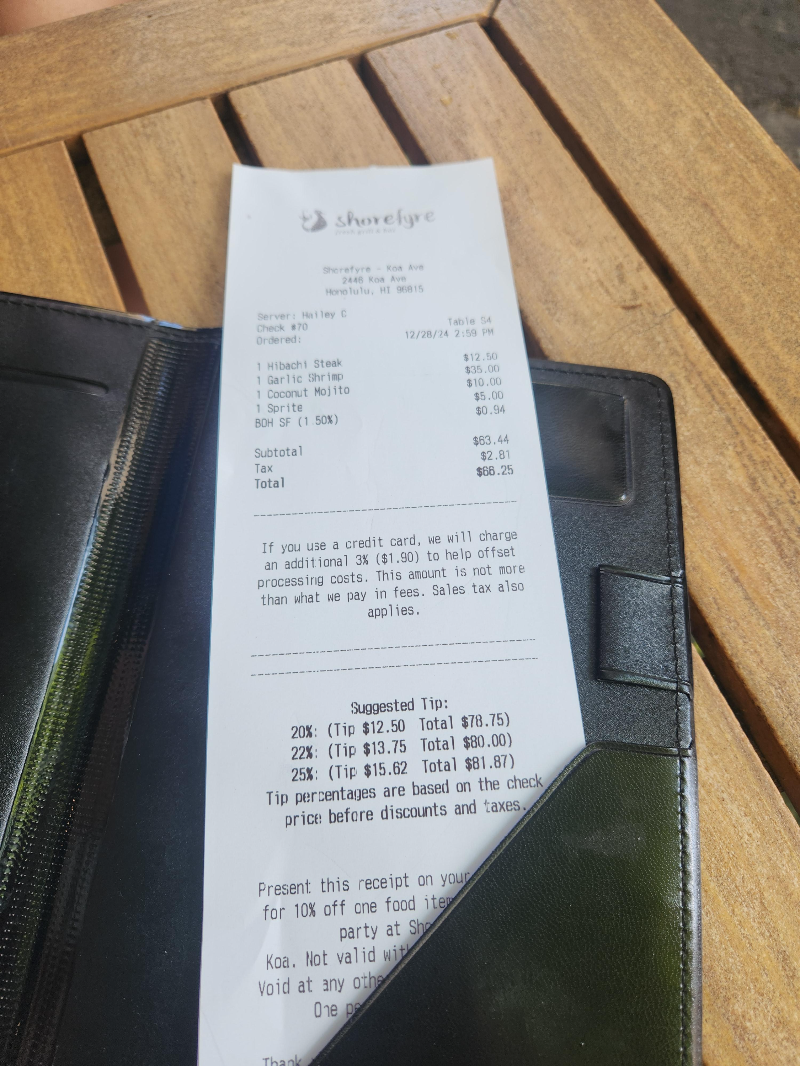 shorefyre
Shorefyre - Koa Ave
2446 Koa Ave
Honolulu, HI 96815
Server: Hailey C
Check #70 Table S4
Ordered: 12/28/24 2:59 PM
1 Hibachi Steak $12.50
1 Garlic Shrimp $35.00
1 Coconut Mojito $10.00
1 Sprite $5.00
BOH SF (1.50%) $0.94
Subtotal $63.44
Tax $2.81
Total $66.25
If you use a credit card, we will charge
an additional 3% ($1.90) to help offset
processing costs. This amount is not more
than what we pay in fees. Sales tax also
applies.
Suggested Tip:
20%: (Tip $12.50 Total $78.75)
22%: (Tip $13.75 Total $80.00)
25%: (Tip $15.62 Total $81.87)
Tip percentages are based on the check
price before discounts and taxes.
Present this receipt on your
for 10% off one food item
party at
Koa. Not valid
Void at any
One
Thank